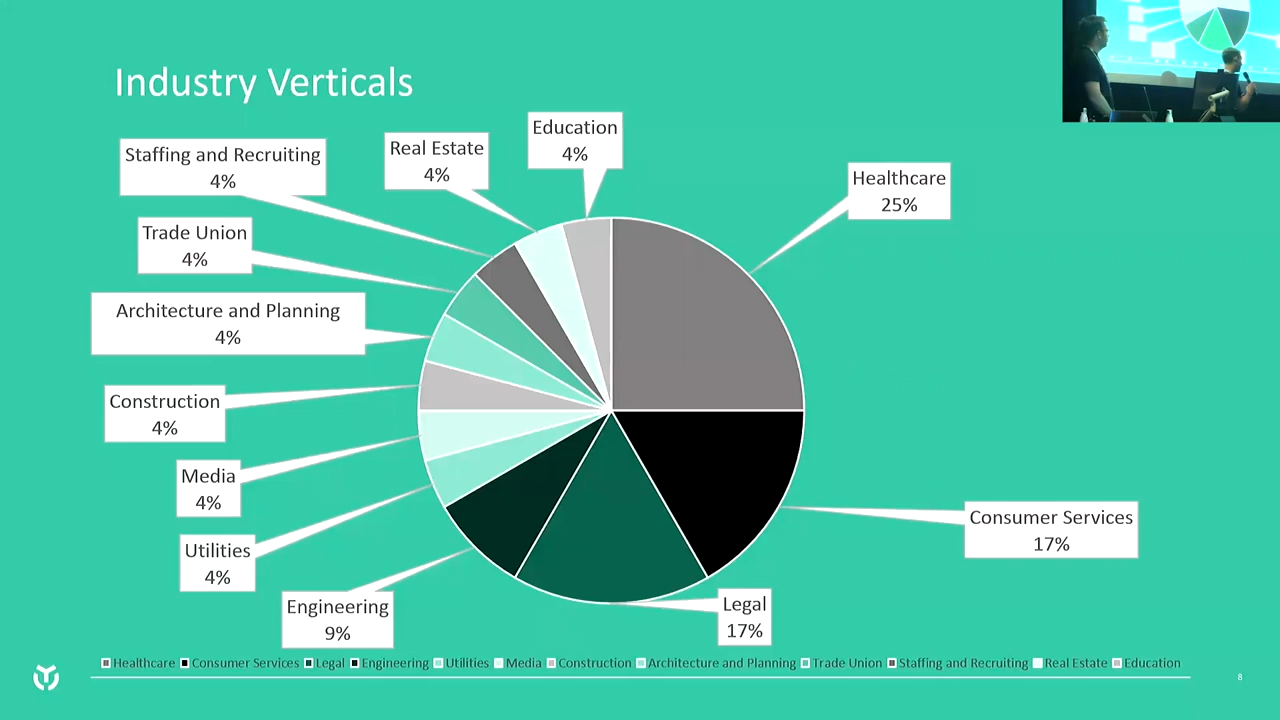 Industry Verticals
Education
4%
Real Estate
4%
Staffing and Recruiting
4%
Healthcare
25%
Trade Union
4%
Architecture and Planning
4%
Construction
4%
Media
4%
Consumer Services
17%
Utilities
4%
Engineering
9%
Legal
17%
Healthcare Consumer Services Legal Engineering Utilities Media Construction Architecture and Planning Trade Union Staffing and Recruiting Real Estate Education
8